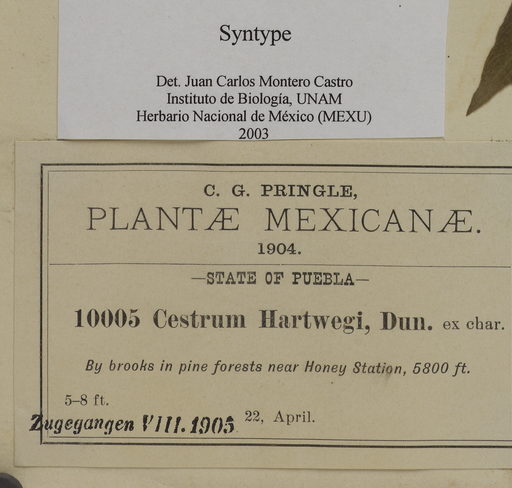 Syntype
Det. Juan Carlos Montero Castro
Instituto de Biología, UNAM
Herbario Nacional de México (MEXU)
2003
C. G. PRINGLE,
PLANTÆ MEXICANÆ.
1904.
—STATE OF PUEBLA—
10005 Cestrum Hartwegi, Dun. ex char.
By brooks in pine forests near Honey Station, 5800 ft.
5–8 ft.
Zugegangen VIII.1905 22, April.